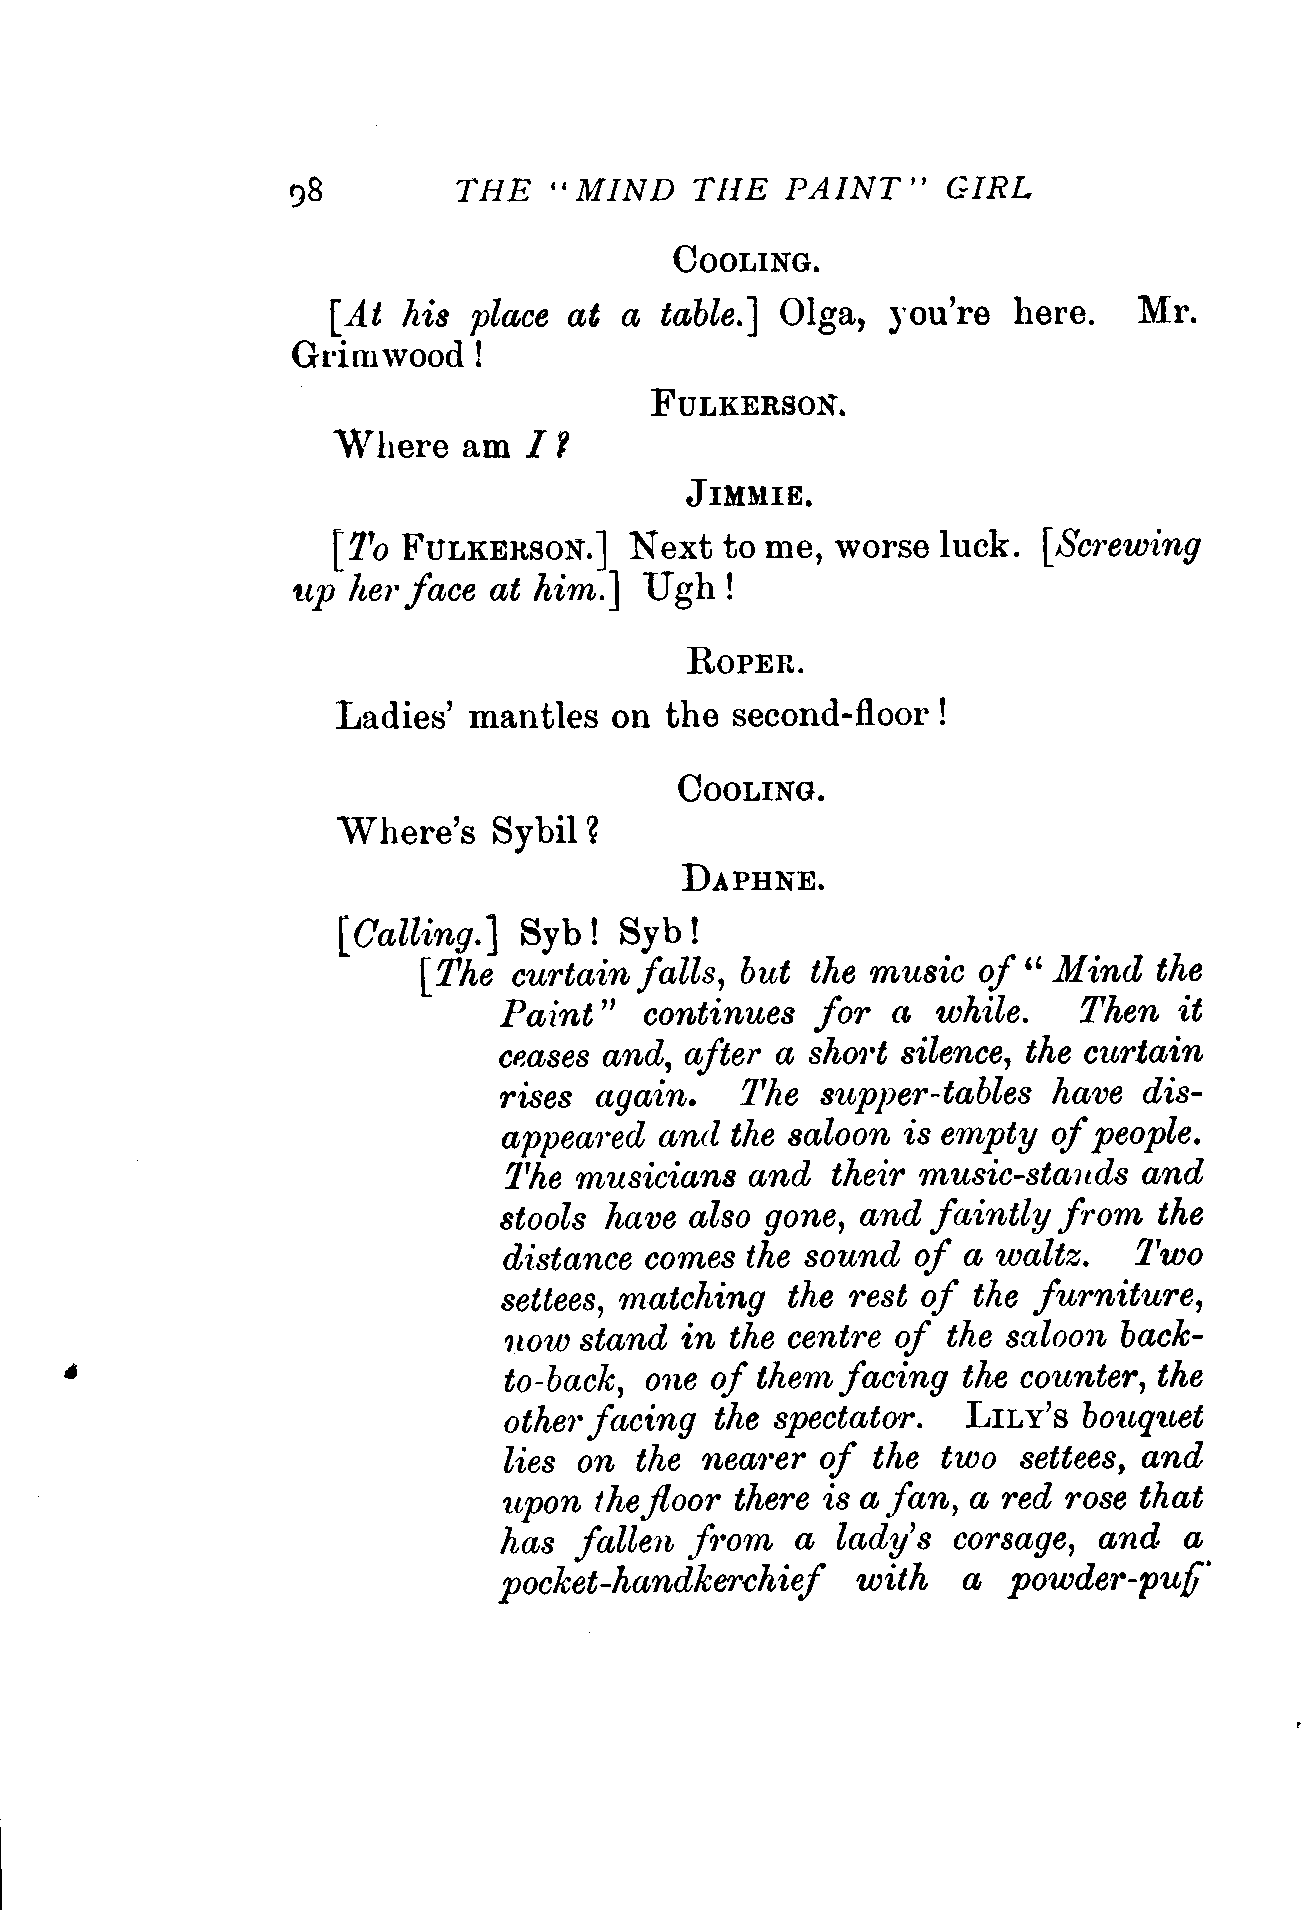 98 THE "MIND THE PAINT" GIRL
COOLING.
[At his place at a table.] Olga, you're here. Mr.
Grimwood!
FULKERSON.
Where am I?
JIMMIE.
[To FULKERSON.] Next to me, worse luck. [Screwing
up her face at him.] Ugh!
ROPER.
Ladies' mantles on the second-floor!
COOLING.
Where's Sybil?
DAPHNE.
[Calling.] Syb! Syb!
[The curtain falls, but the music of "Mind the
Paint" continues for a while. Then it
ceases and, after a short silence, the curtain
rises again. The supper-tables have dis-
appeared and the saloon is empty of people.
The musicians and their music-stands and
stools have also gone, and faintly from the
distance comes the sound of a waltz. Two
settees, matching the rest of the furniture,
now stand in the centre of the saloon back-
to-back, one of them facing the counter, the
other facing the spectator. LILY'S bouquet
lies on the nearer of the two settees, and
upon the floor there is a fan, a red rose that
has fallen from a lady's corsage, and a
pocket-handkerchief with a powder-puff